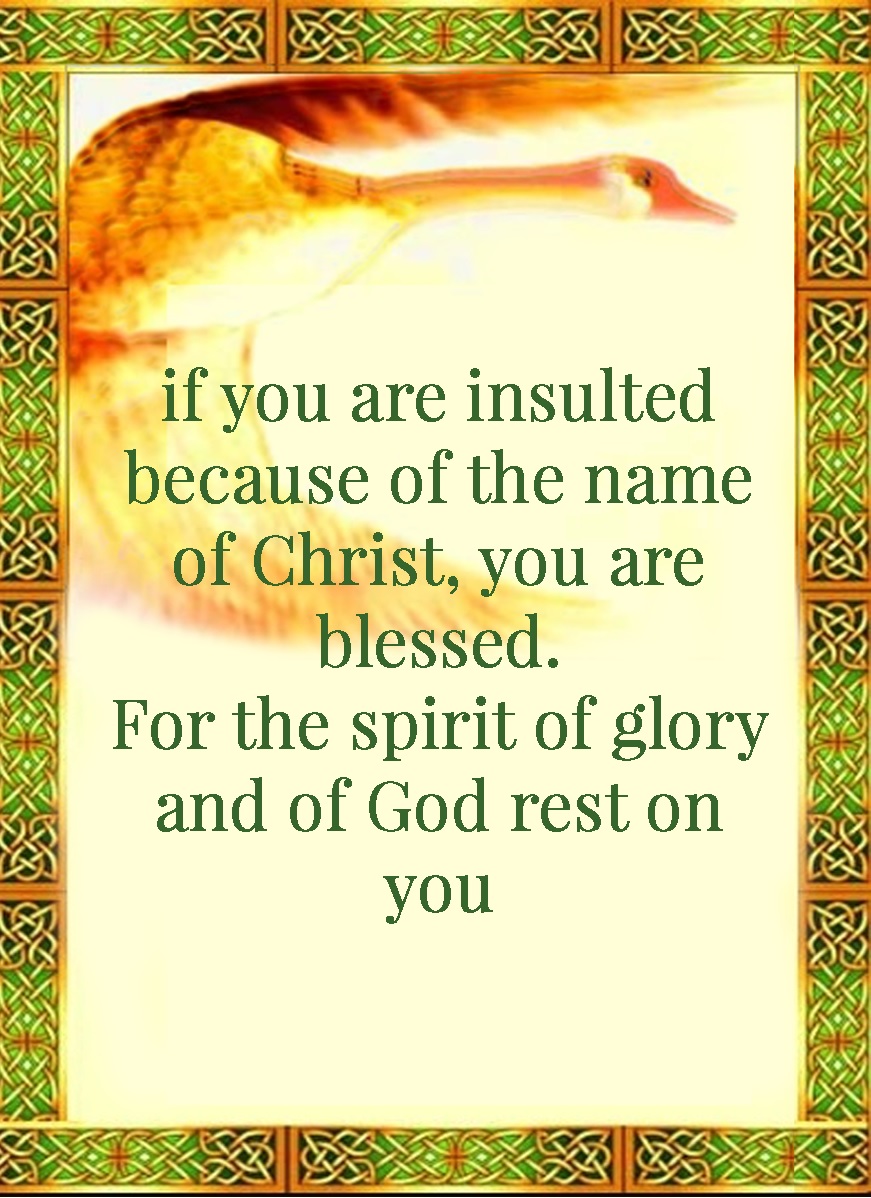 if you are insulted
because of the name
of Christ, you are
blessed.
For the spirit of glory
and of God rest on
you